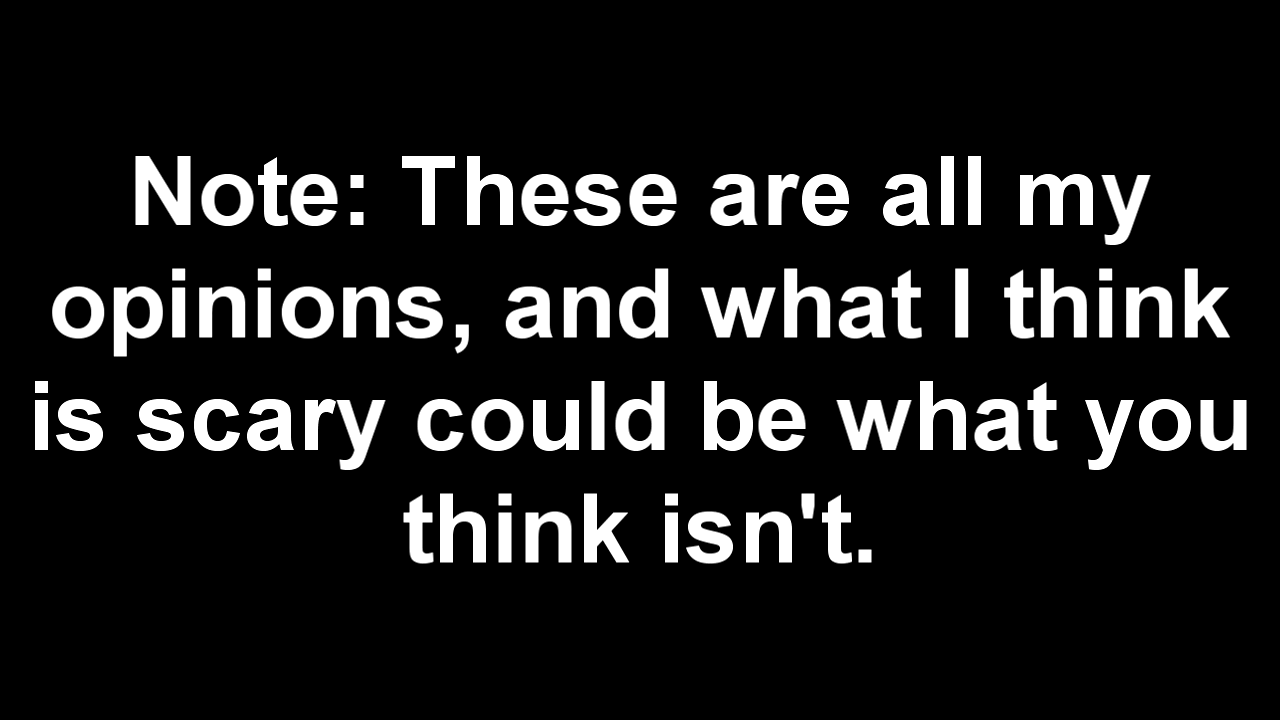 Note: These are all my
opinions, and what I think
is scary could be what you
think isn't.